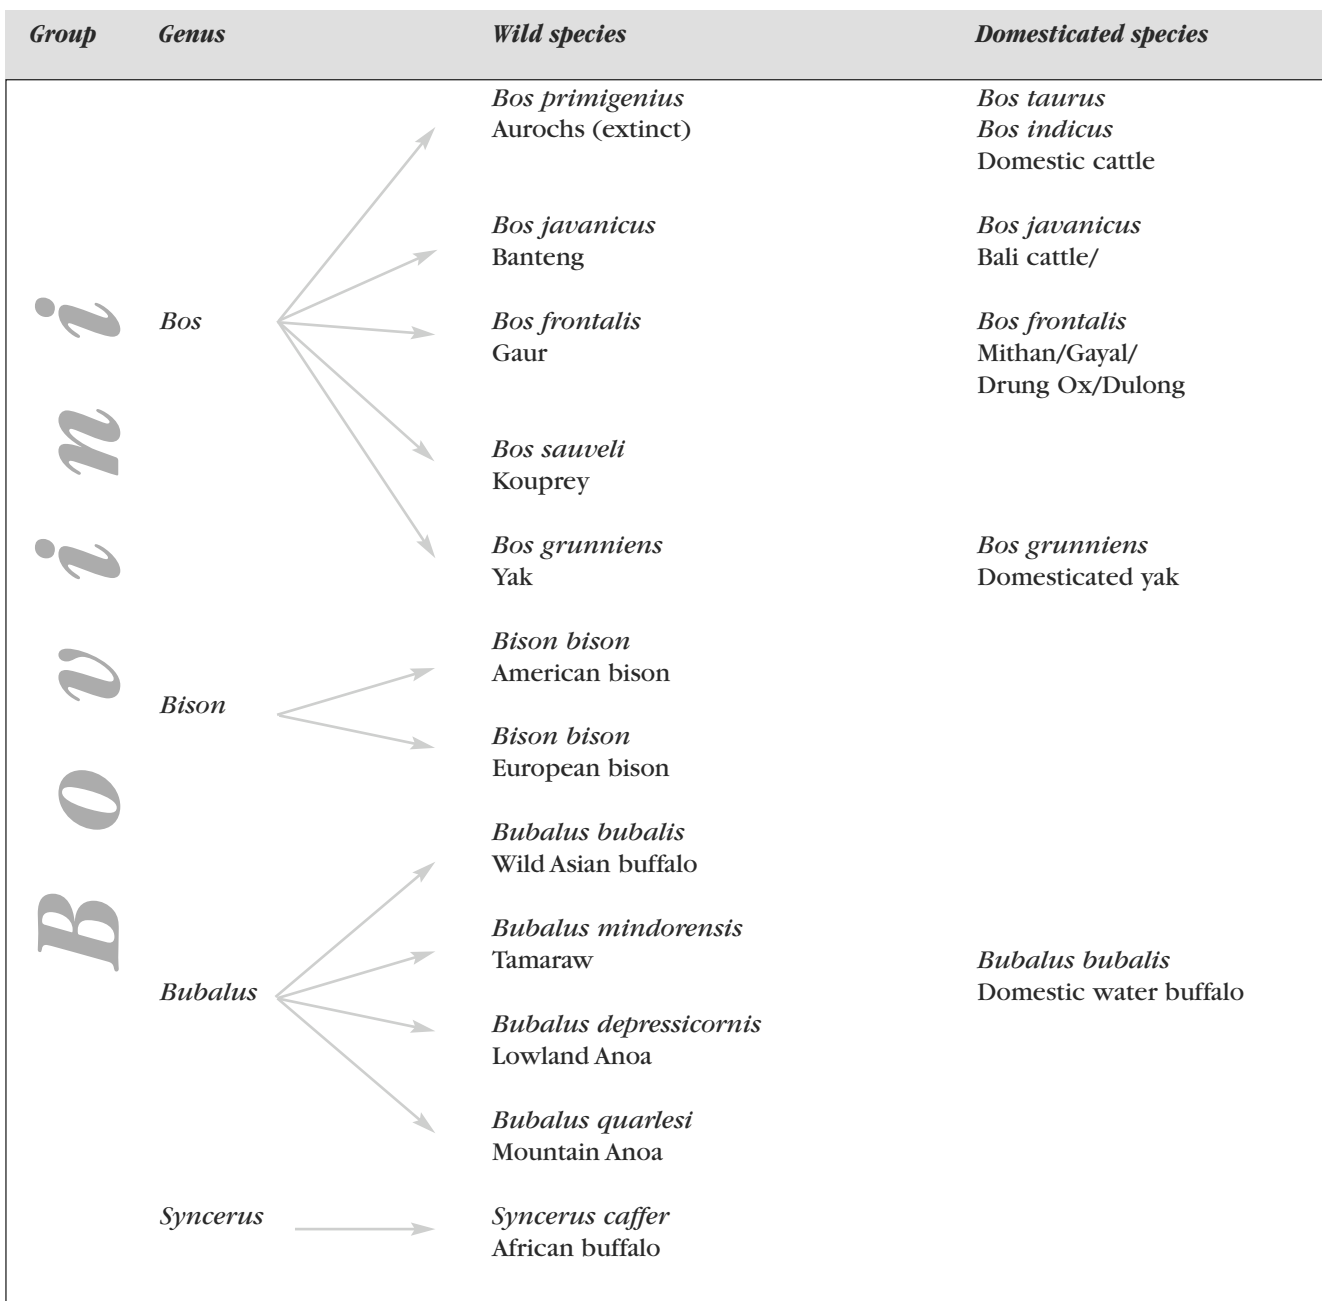 Group Genus Wild species Domesticated species
Bovini
Bos primigenius Bos taurus
Aurochs (extinct) Bos indicus
Domestic cattle
Bos javanicus Bos javanicus
Banteng Bali cattle/
Bos Bos frontalis Bos frontalis
Gaur Mithan/Gayal/
Drung Ox/Dulong
Bos sauveli
Kouprey
Bos grunniens Bos grunniens
Yak Domesticated yak
Bison bison
American bison
Bison
Bison bison
European bison
Bubalus bubalis
Wild Asian buffalo
Bubalus mindorensis
Tamaraw Bubalus bubalis
Bubalus Domestic water buffalo
Bubalus depressicornis
Lowland Anoa
Bubalus quarlesi
Mountain Anoa
Syncerus Syncerus caffer
African buffalo